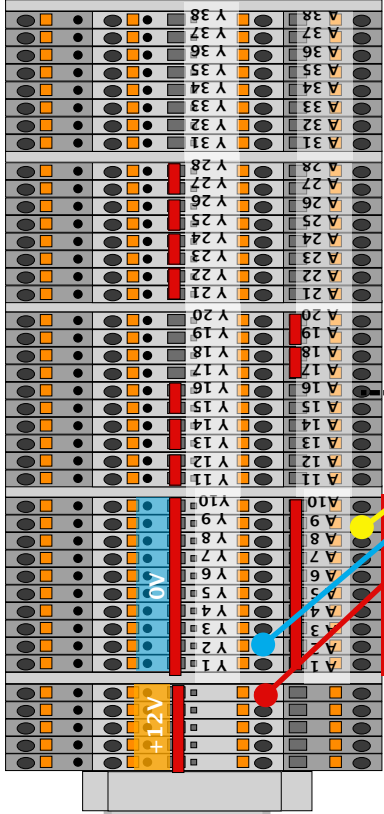 Y 38 A 38
Y 37 A 37
Y 36 A 36
Y 35 A 35
Y 34 A 34
Y 33 A 33
Y 32 A 32
Y 31 A 31
Y 28 A 28
Y 27 A 27
Y 26 A 26
Y 25 A 25
Y 24 A 24
Y 23 A 23
Y 22 A 22
Y 21 A 21
Y 20 A 20
Y 19 A 19
Y 18 A 18
Y 17 A 17
Y 16 A 16
Y 15 A 15
Y 14 A 14
Y 13 A 13
Y 12 A 12
Y 11 A 11
Y10 A10
Y 9 A 9
Y 8 A 8
Y 7 A 7
Y 6 A 6
Y 5 A 5
Y 4 A 4
Y 3 A 3
Y 2 A 2
Y 1 A 1
0V
+12V